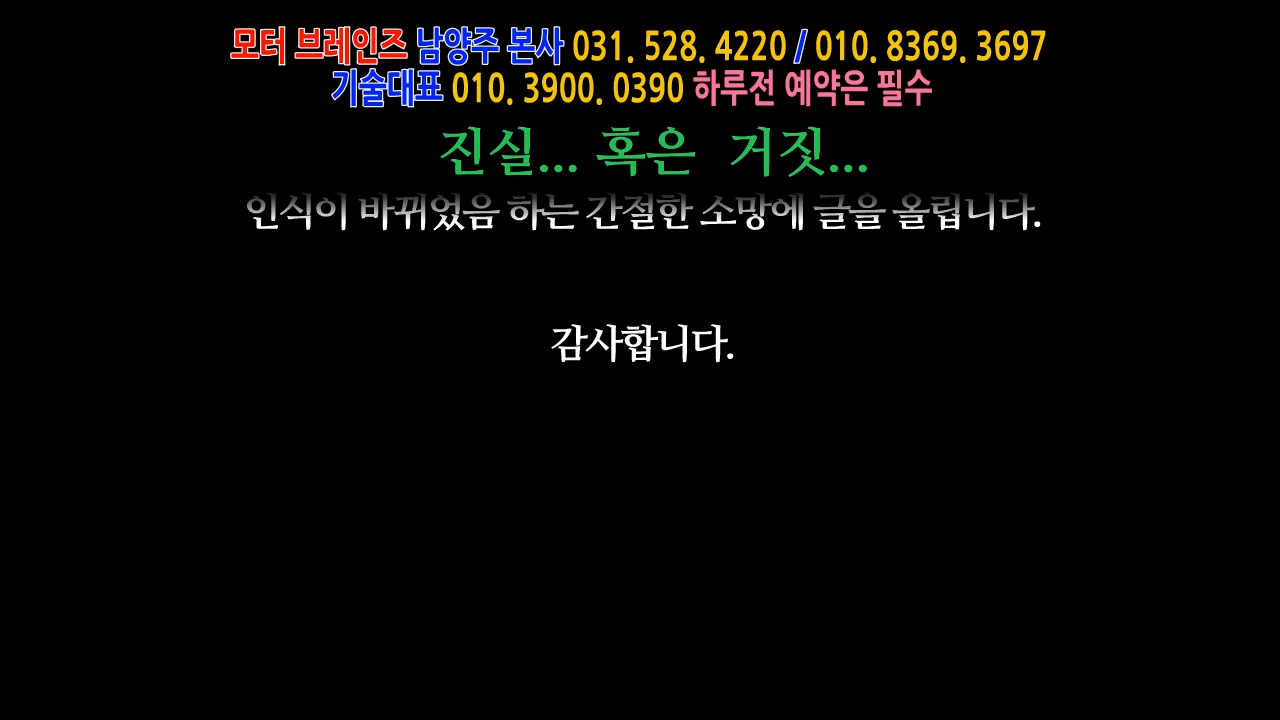 모터 브레인즈 남양주 본사 031. 528. 4220 / 010. 8369. 3697
기술대표 010. 3900. 0390 하루전 예약은 필수
진실... 혹은 거짓...
인식이 바뀌었음 하는 간절한 소망에 글을 올립니다.
감사합니다.